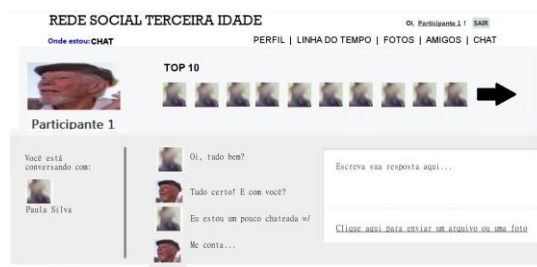 REDE SOCIAL TERCEIRA IDADE
Oi, Participante 1 ! SAIR
Onde estou: CHAT
PERFIL | LINHA DO TEMPO | FOTOS | AMIGOS | CHAT
TOP 10
Participante 1
Você está
conversando com:
Paula Silva
Oi, tudo bem?
Tudo certo! E com você?
Eu estou um pouco chateada =/
Me conta...
Escreva sua resposta aqui...
Clique aqui para enviar um arquivo ou uma foto